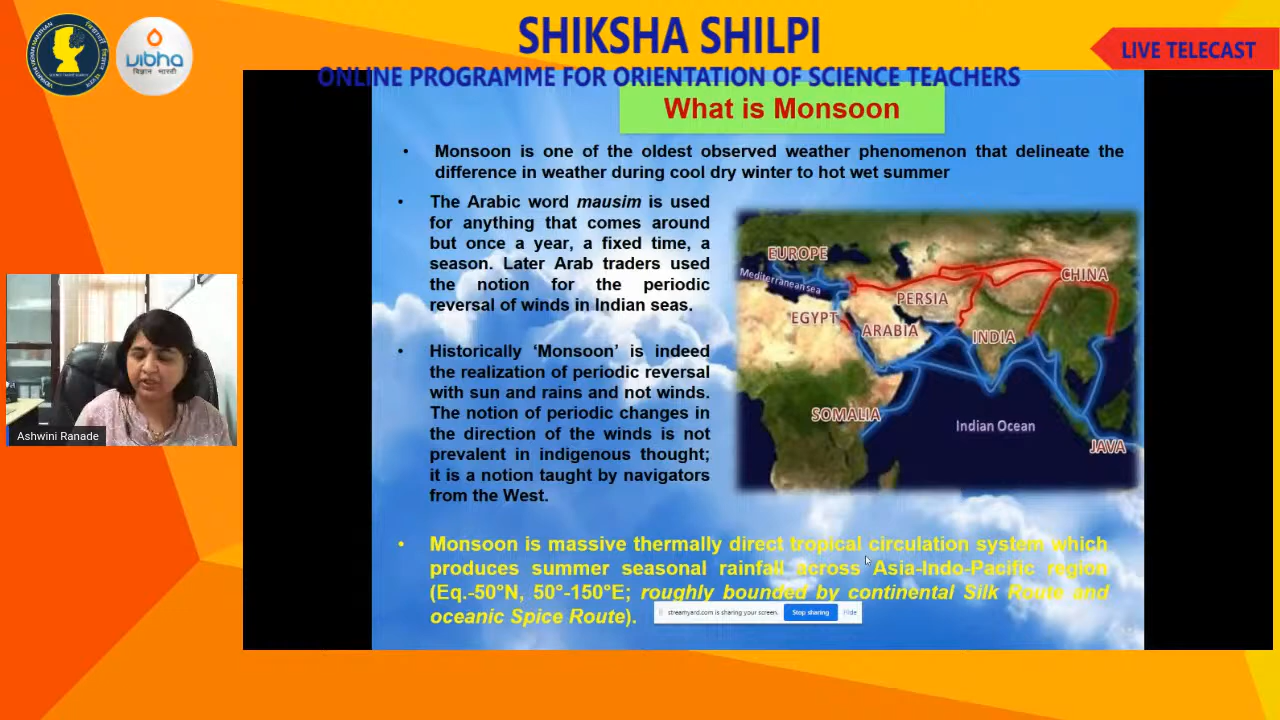 SHIKSHA SHILPI
LIVE TELECAST
ONLINE PROGRAMME FOR ORIENTATION OF SCIENCE TEACHERS
VIbha
विज्ञान भारती
What is Monsoon
• Monsoon is one of the oldest observed weather phenomenon that delineate the
difference in weather during cool dry winter to hot wet summer
• The Arabic word mausim is used
for anything that comes around
but once a year, a fixed time, a
season. Later Arab traders used
the notion for the periodic
reversal of winds in Indian seas.
• Historically ‘Monsoon’ is indeed
the realization of periodic reversal
with sun and rains and not winds.
The notion of periodic changes in
the direction of the winds is not
prevalent in indigenous thought;
it is a notion taught by navigators
from the West.
EUROPE
Mediterranean sea
CHINA
PERSIA
EGYPT
ARABIA
INDIA
SOMALIA
Indian Ocean
JAVA
Ashwini Ranade
• Monsoon is massive thermally direct tropical circulation system which
produces summer seasonal rainfall across Asia-Indo-Pacific region
(Eq.-50°N, 50°-150°E; roughly bounded by continental Silk Route and
oceanic Spice Route).
streamyard.com is sharing your screen. Stop sharing Hide